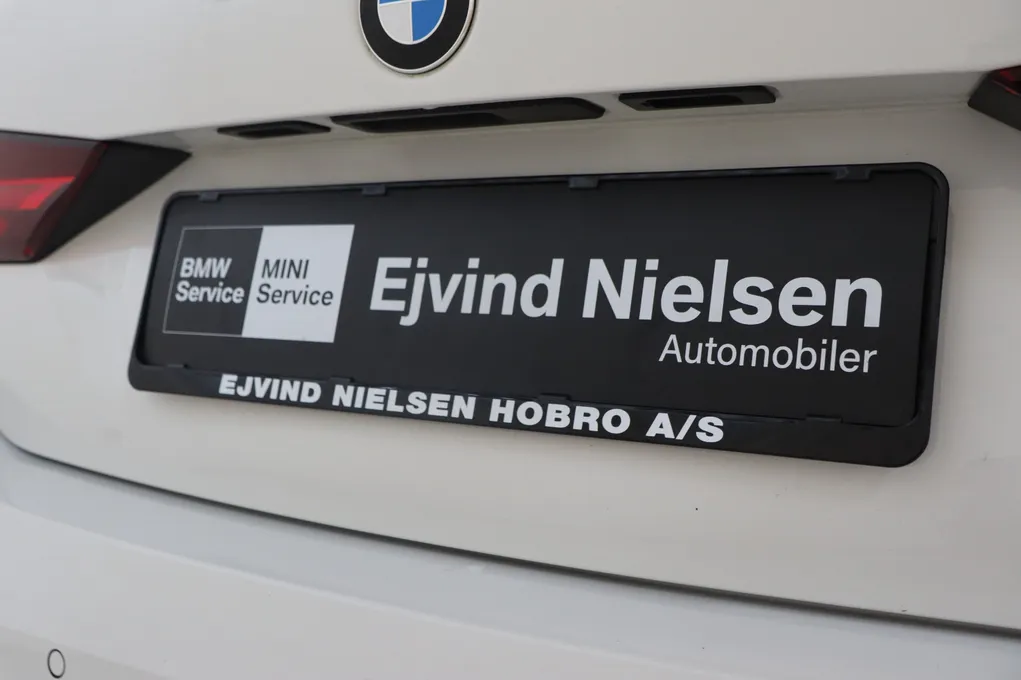 BMW
Service
MINI
Service
Ejvind Nielsen
Automobiler
EJVIND NIELSEN HOBRO A/S